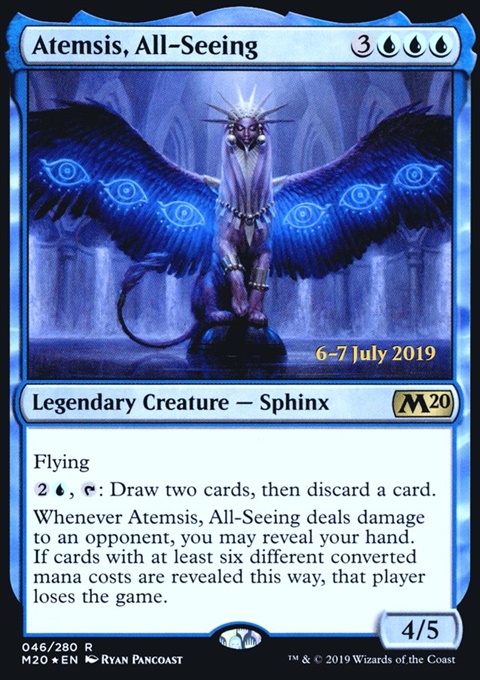 Atemsis, All-Seeing 3
6–7 July 2019
Legendary Creature — Sphinx M20
Flying
2 , : Draw two cards, then discard a card.
Whenever Atemsis, All-Seeing deals damage
to an opponent, you may reveal your hand.
If cards with at least six different converted
mana costs are revealed this way, that player
loses the game.
4/5
046/280 R
M20 ★ EN Ryan Pancoast
™ & © 2019 Wizards of the Coast